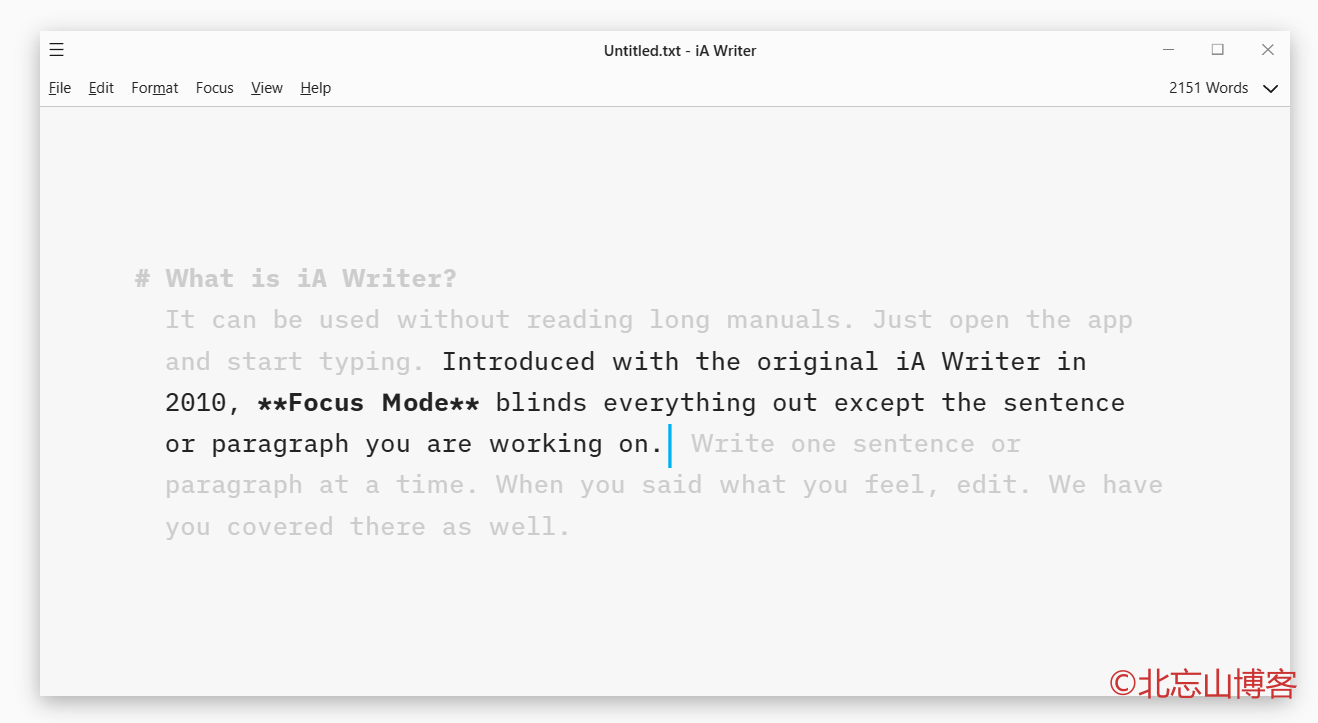 Untitled.txt - iA Writer
File Edit Format Focus View Help 2151 Words
# What is iA Writer?
It can be used without reading long manuals. Just open the app
and start typing. Introduced with the original iA Writer in
2010, **Focus Mode** blinds everything out except the sentence
or paragraph you are working on. Write one sentence or
paragraph at a time. When you said what you feel, edit. We have
you covered there as well.
©北忘山博客